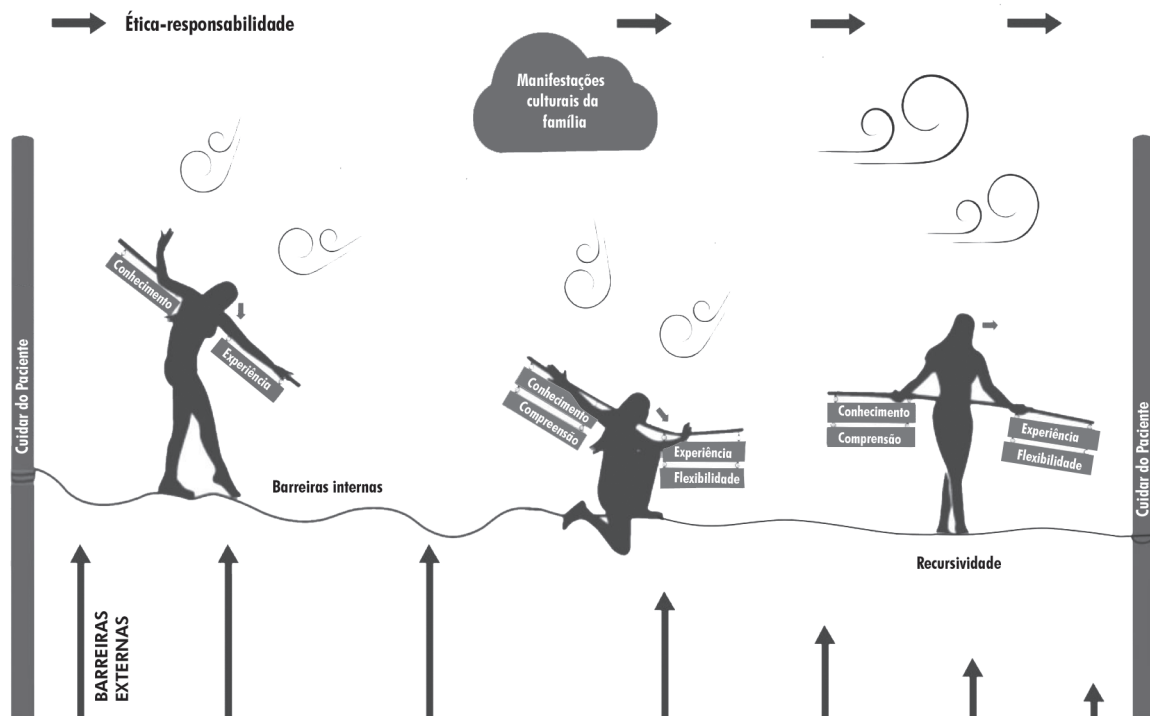 Ética-responsabilidade
Manifestações
culturais da
família
Cuidar do Paciente
Conhecimento
Experiência
Barreiras internas
Conhecimento
Compreensão
Experiência
Flexibilidade
Conhecimento
Comprensão
Experiência
Flexibilidade
Cuidar do Paciente
Recursividade
BARREIRAS
EXTERNAS